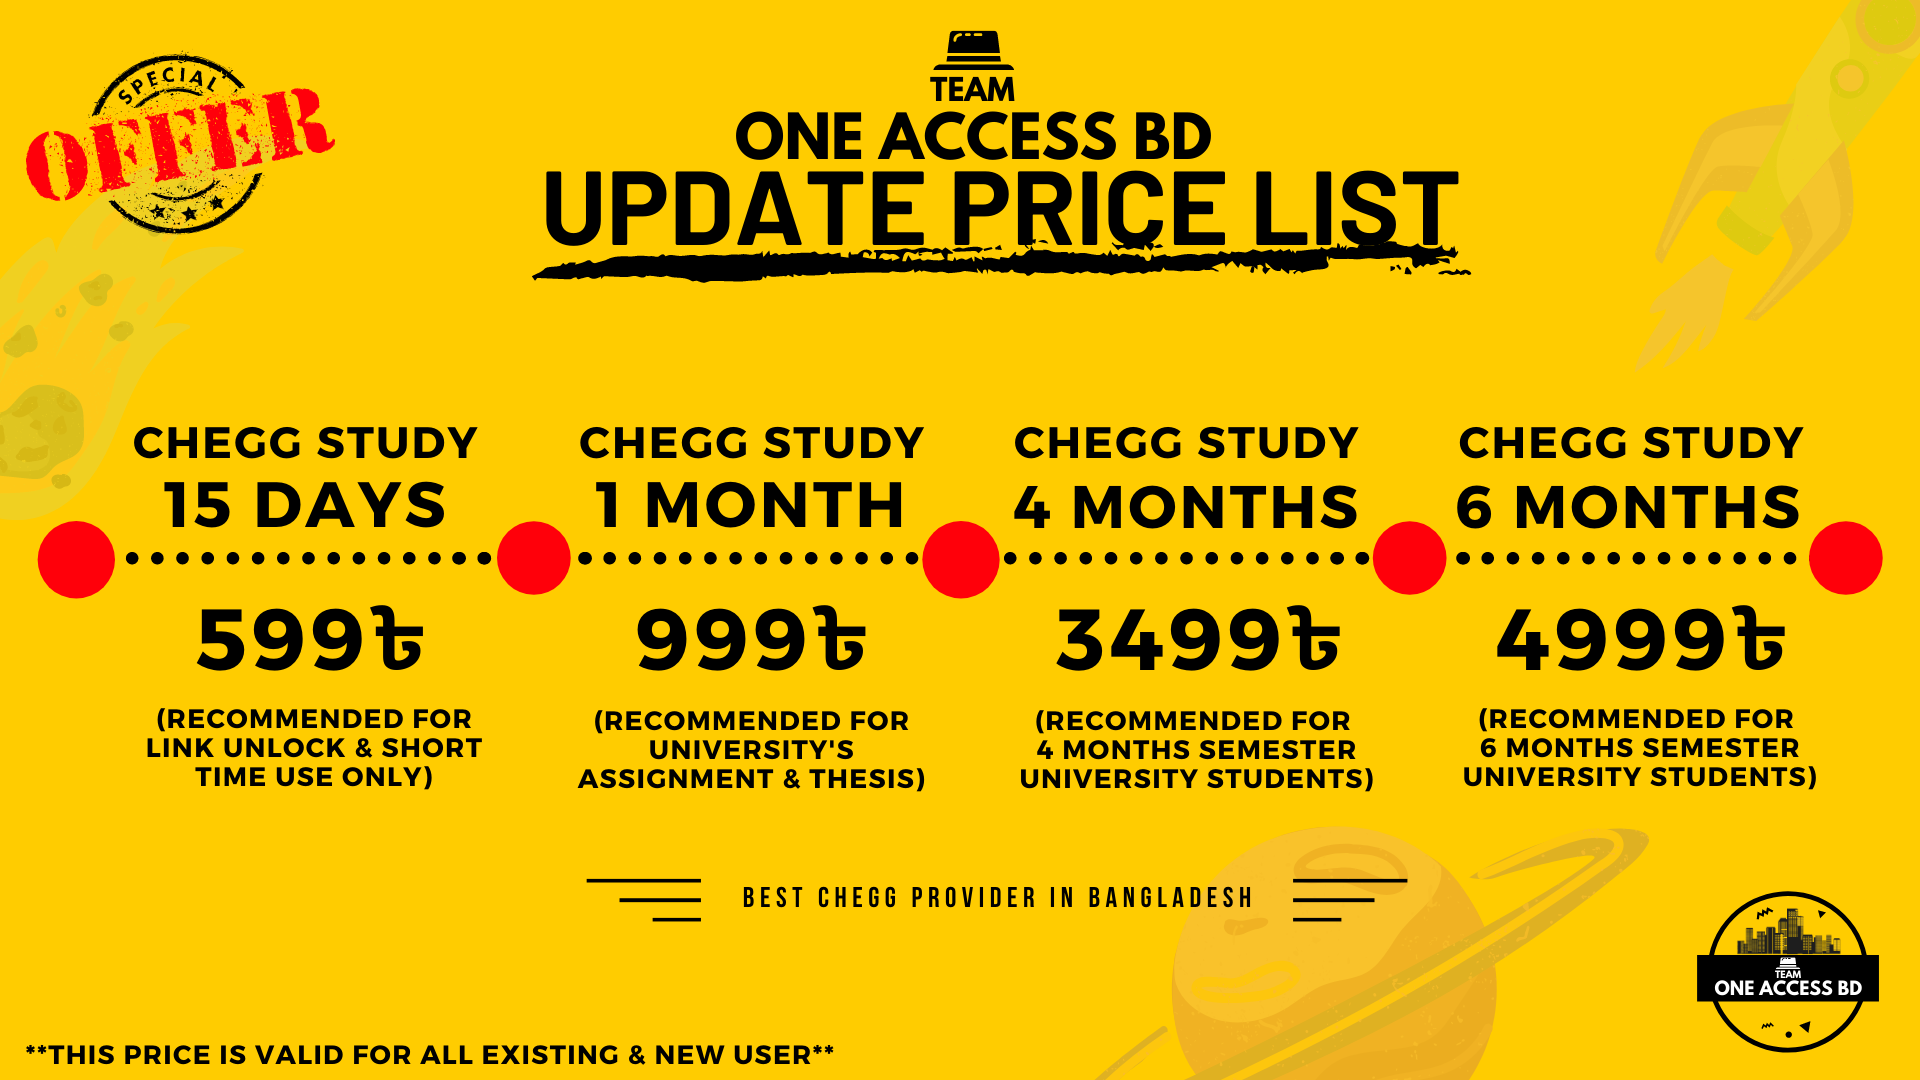 SPECIAL
OFFER
TEAM
ONE ACCESS BD
UPDATE PRICE LIST
CHEGG STUDY
15 DAYS
599৳
(RECOMMENDED FOR
LINK UNLOCK & SHORT
TIME USE ONLY)
CHEGG STUDY
1 MONTH
999৳
(RECOMMENDED FOR
UNIVERSITY'S
ASSIGNMENT & THESIS)
CHEGG STUDY
4 MONTHS
3499৳
(RECOMMENDED FOR
4 MONTHS SEMESTER
UNIVERSITY STUDENTS)
CHEGG STUDY
6 MONTHS
4999৳
(RECOMMENDED FOR
6 MONTHS SEMESTER
UNIVERSITY STUDENTS)
BEST CHEGG PROVIDER IN BANGLADESH
TEAM
ONE ACCESS BD
**THIS PRICE IS VALID FOR ALL EXISTING & NEW USER**